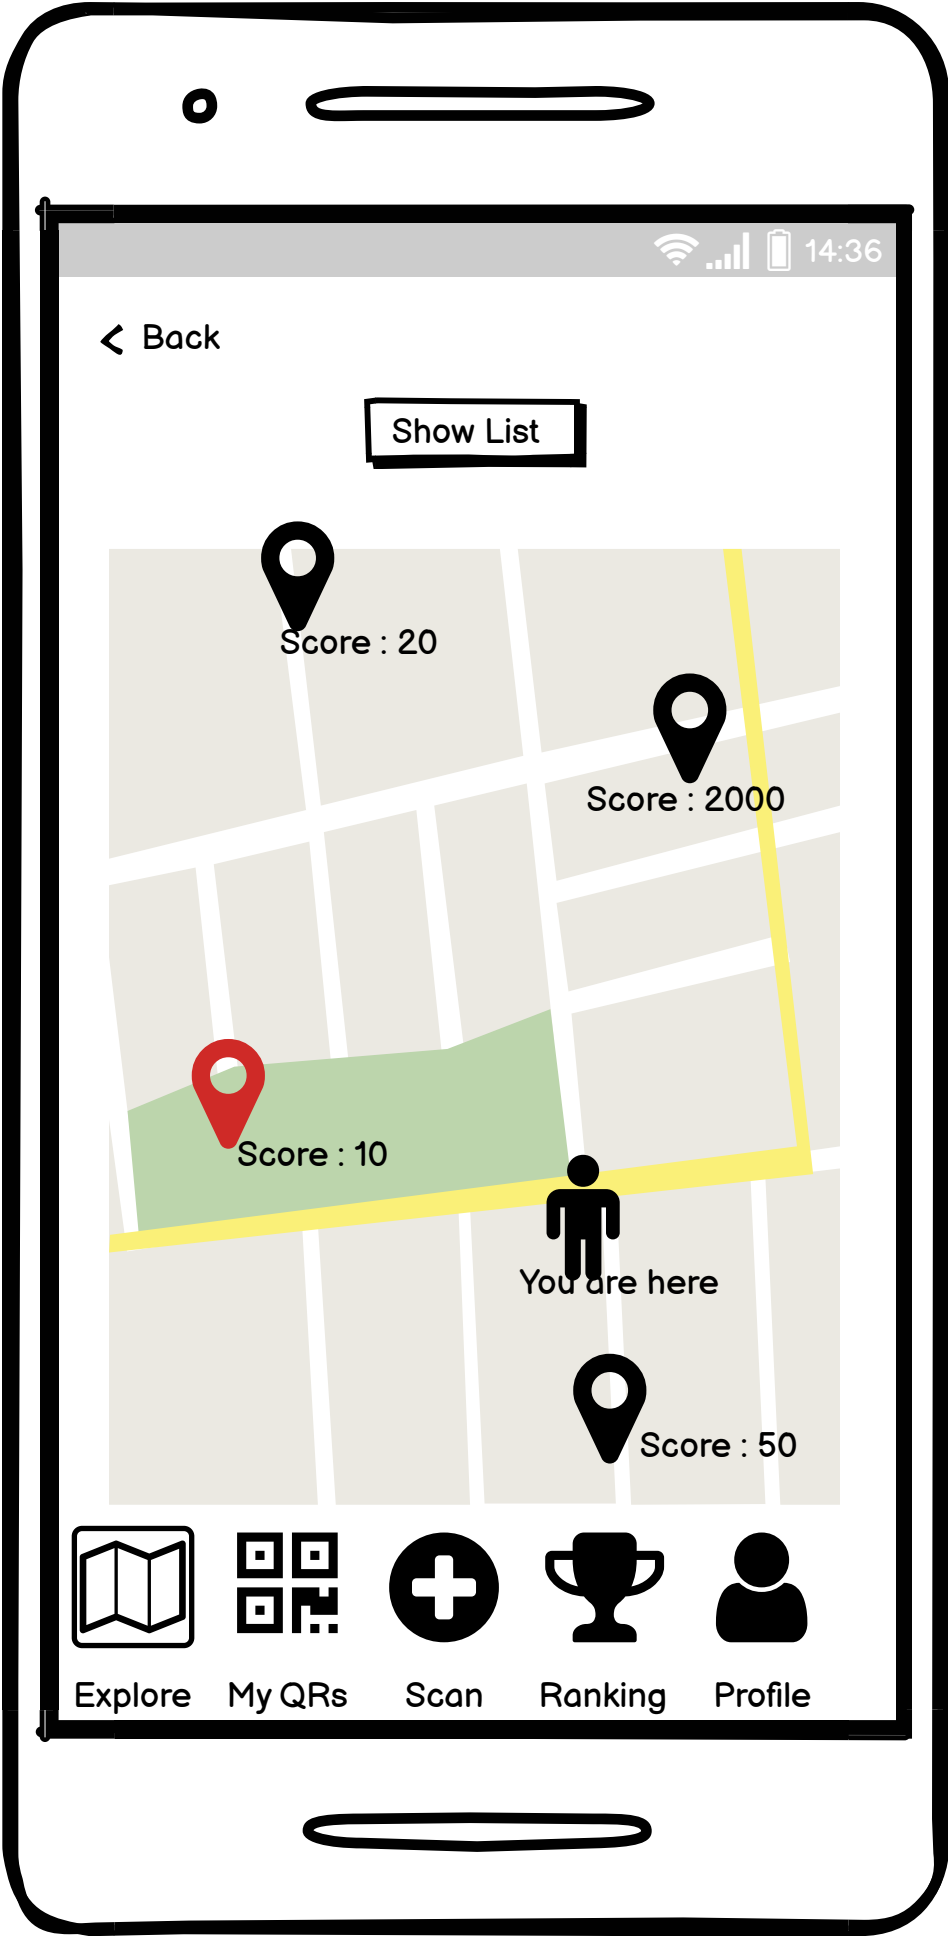 14:36
Back
Show List
Score : 20
Score : 2000
Score : 10
You are here
Score : 50
Explore
My QRs
Scan
Ranking
Profile